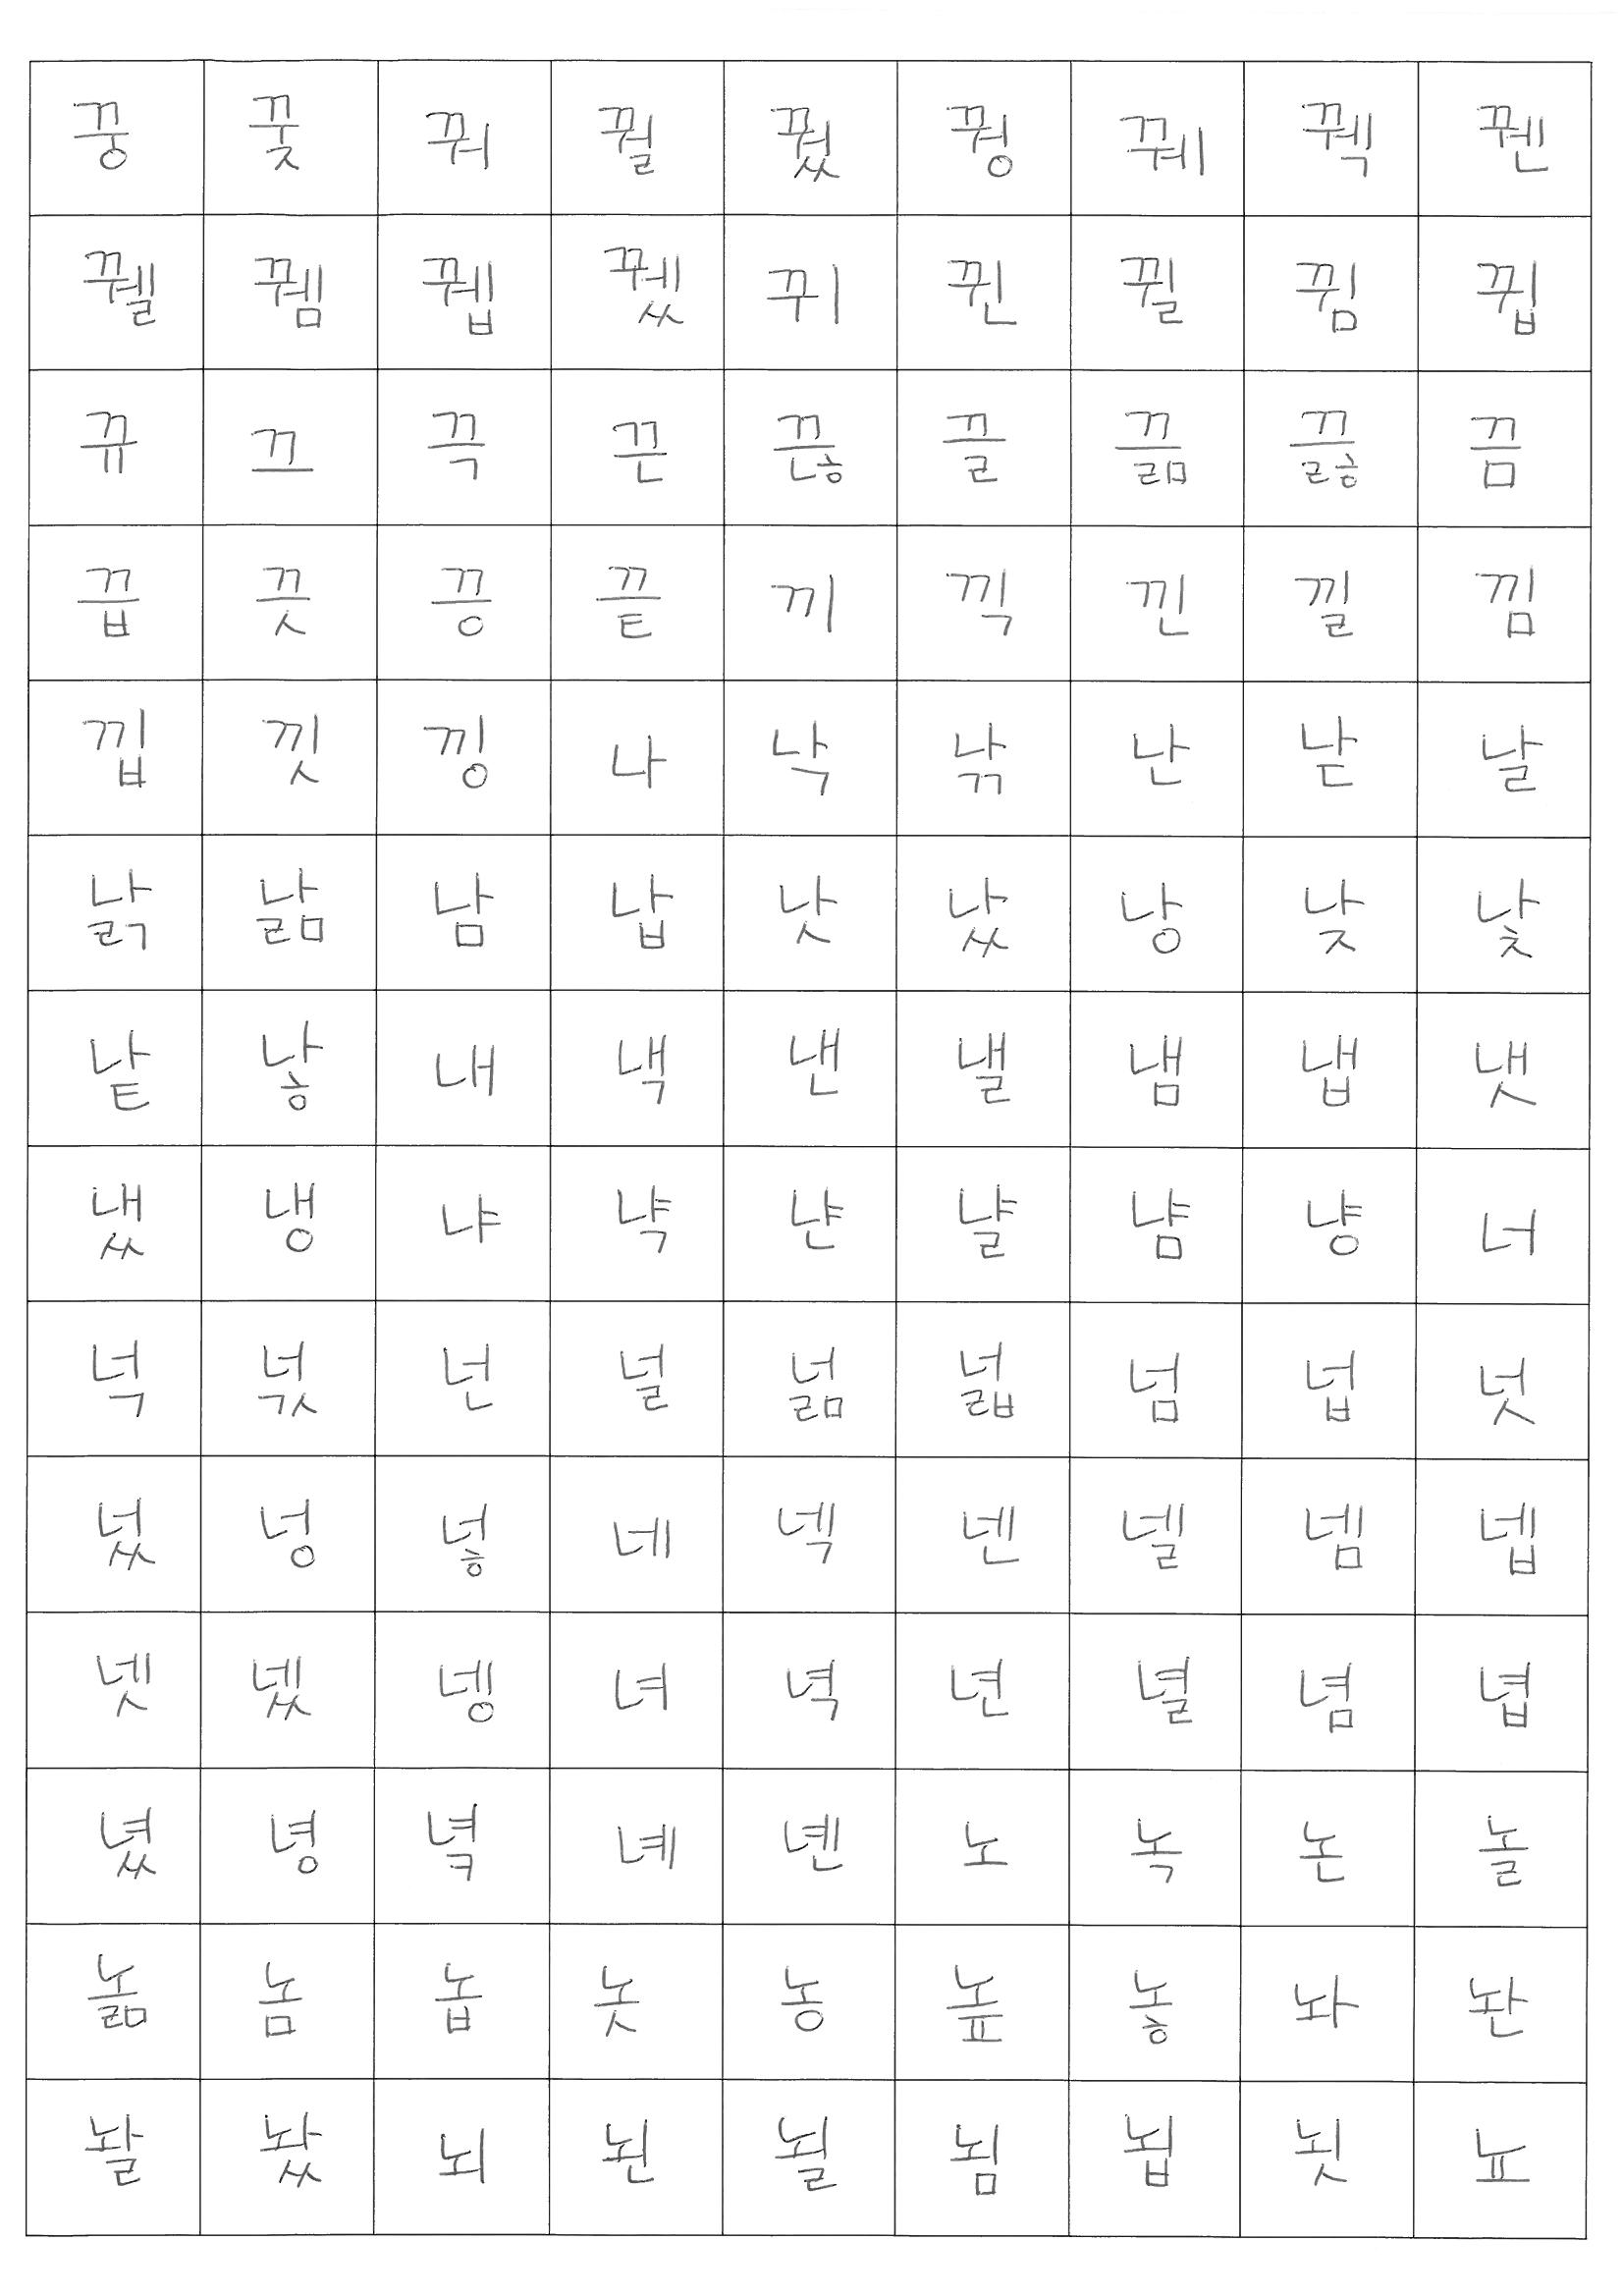 꿍 꿎 꿔 꿜 꿨 꿩 꿰 꿱 꿴
꿸 뀀 뀁 뀄 뀌 뀐 뀔 뀜 뀝
뀨 끄 끅 끈 끊 끌 끎 끓 끔
끕 끗 끙 끝 끼 끽 낀 낄 낌
낍 낏 낑 나 낙 낚 난 낟 날
낡 낢 남 납 낫 났 낭 낮 낯
낱 낳 내 낵 낸 낼 냄 냅 냇
냈 냉 냐 냑 냔 냘 냠 냥 너
넉 넋 넌 널 넒 넓 넘 넙 넛
넜 넝 넣 네 넥 넨 넬 넴 넵
넷 넸 넹 녀 녁 년 녈 념 녑
녔 녕 녘 녜 녠 노 녹 논 놀
놂 놈 놉 놋 농 높 놓 놔 놘
놜 놨 뇌 뇐 뇔 뇜 뇝 뇟 뇨